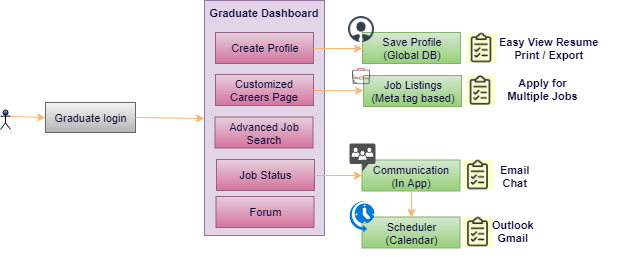 Graduate Dashboard
Create Profile
Save Profile
(Global DB)
Easy View Resume
Print / Export
Customized
Careers Page
Job Listings
(Meta tag based)
Apply for
Multiple Jobs
Graduate login
Advanced Job
Search
Job Status
Communication
(In App)
Email
Chat
Forum
Scheduler
(Calendar)
Outlook
Gmail